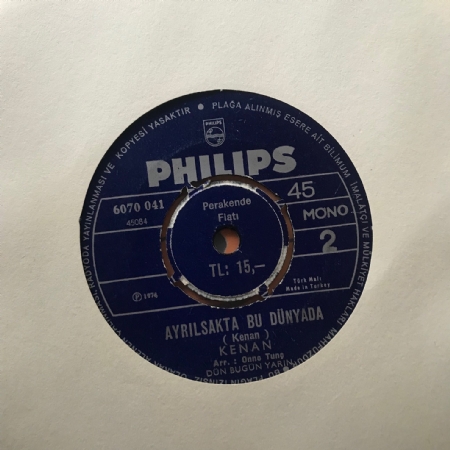 YAYINLANMASI VE KOPYESİ YASAKTIR • PLAĞA ALINMIŞ ESERE AİT BİLUMUM İMALATÇI VE MÜLKİYET HAKLARI
PHILIPS
PHILIPS
6070 041
45084
Perakende
Fiatı
TL: 15,—
45
MONO
2
Türk Malı
Made in Turkey
℗ 1974
AYRILSAKTA BU DÜNYADA
( Kenan )
KENAN
Arr. : Onno Tunç
DÜN BUGÜN YARIN